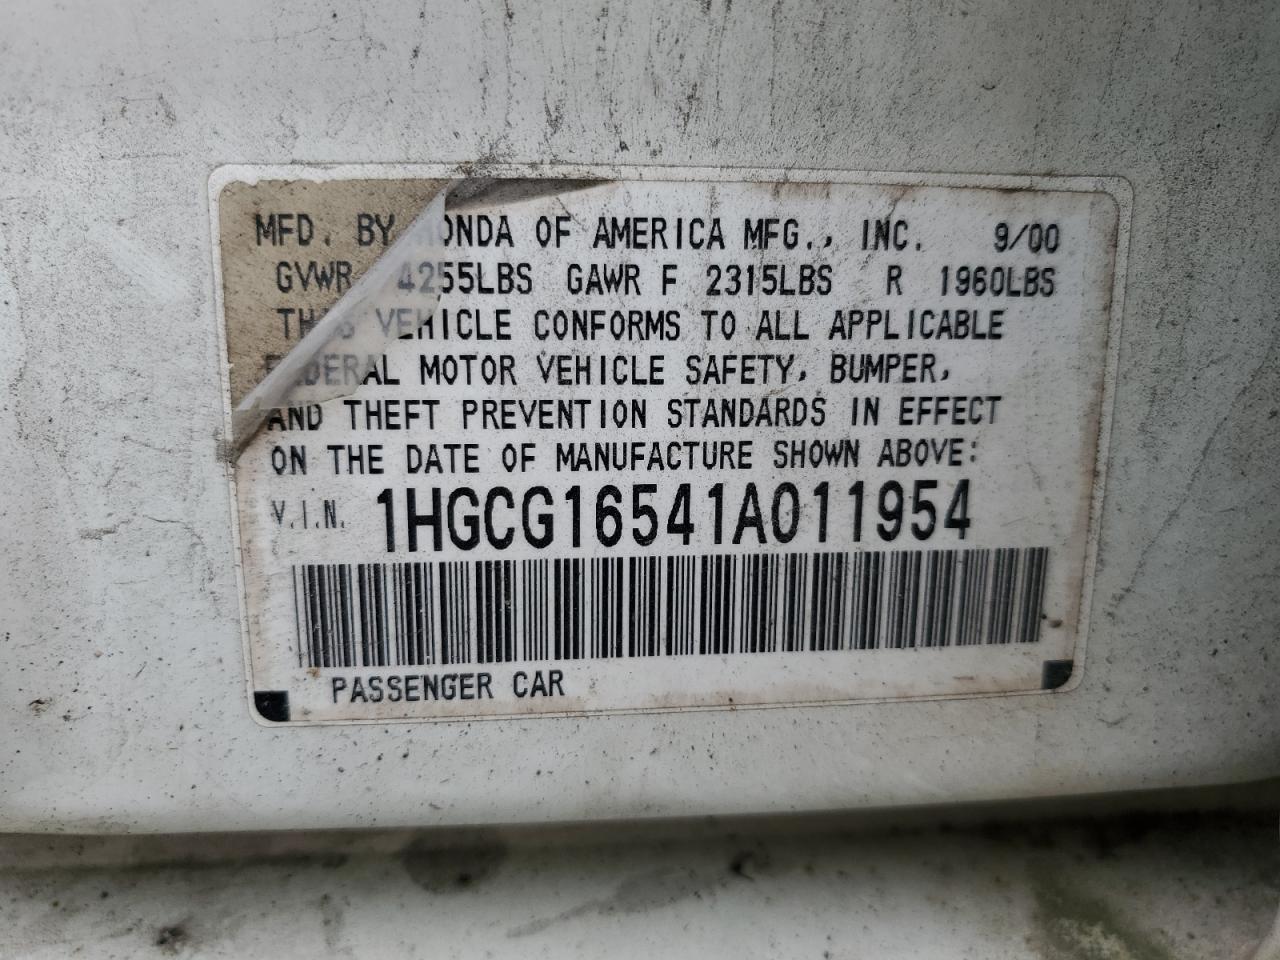 MFD. BY HONDA OF AMERICA MFG., INC. 9/00
GVWR 4255LBS GAWR F 2315LBS R 1960LBS
THIS VEHICLE CONFORMS TO ALL APPLICABLE
FEDERAL MOTOR VEHICLE SAFETY, BUMPER,
AND THEFT PREVENTION STANDARDS IN EFFECT
ON THE DATE OF MANUFACTURE SHOWN ABOVE:
V.I.N. 1HGCG16541A011954
PASSENGER CAR